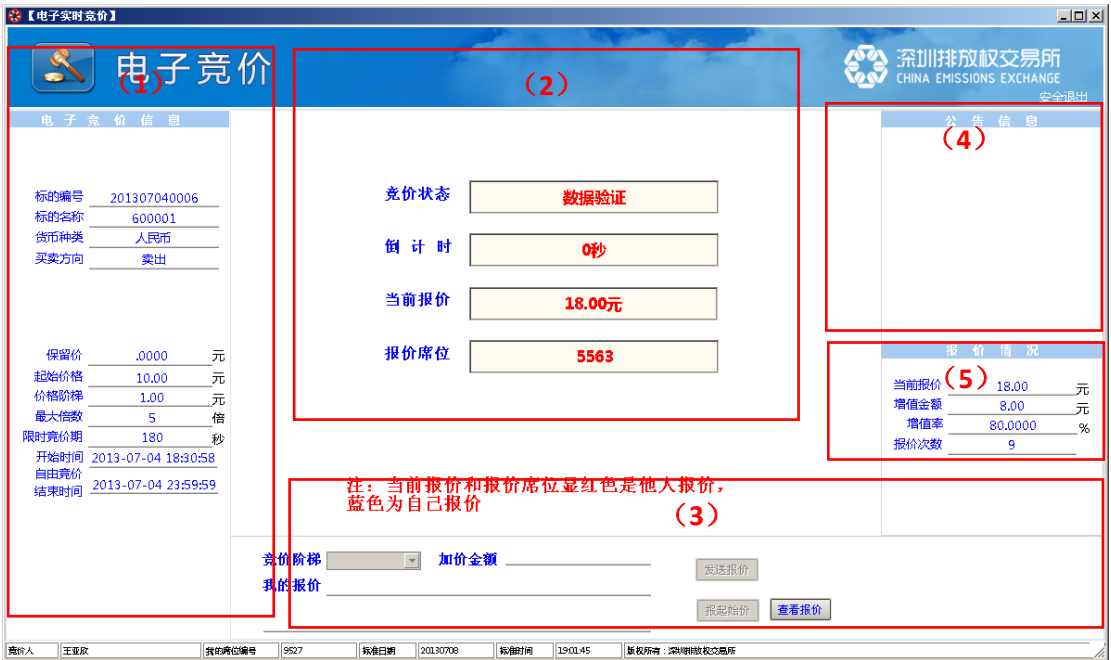 【电子实时竞价】
电子竞价
(1)
(2)
深圳排放权交易所
CHINA EMISSIONS EXCHANGE
安全退出
电子竞价信息
标的编号 201307040006
标的名称 600001
货币种类 人民币
买卖方向 卖出
保留价 .0000 元
起始价格 10.00 元
价格阶梯 1.00 元
最大倍数 5 倍
限时竞价期 180 秒
开始时间 2013-07-04 18:30:58
自由竞价
结束时间 2013-07-04 23:59:59
竞价状态 数据验证
倒计时 0秒
当前报价 18.00元
报价席位 5563
公告信息
(4)
报价情况
(5)
当前报价 18.00 元
增值金额 8.00 元
增值率 80.0000 %
报价次数 9
注：当前报价和报价席位显红色是他人报价，
蓝色为自己报价
(3)
竞价阶梯 加价金额 发送报价
我的报价
报起始价 查看报价
竞价人 王亚欣 我的席位编号 9527 标准日期 20130708 标准时间 19:01:45 版权所有：深圳排放权交易所